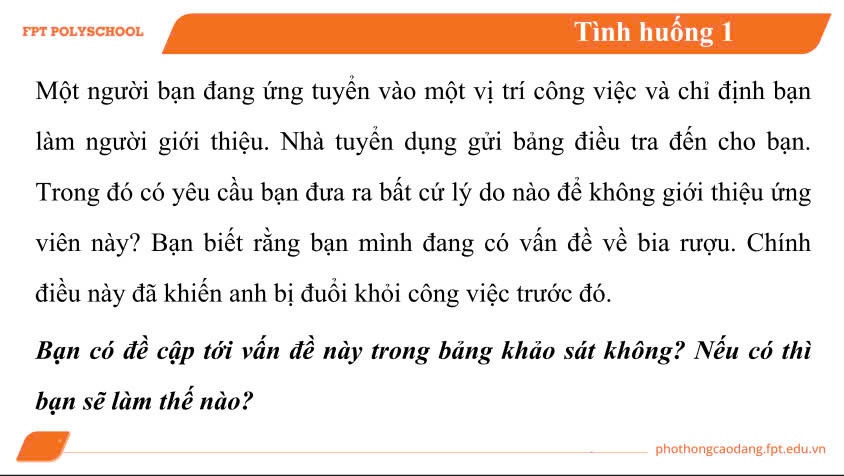 FPT POLYSCHOOL
Tình huống 1
Một người bạn đang ứng tuyển vào một vị trí công việc và chỉ định bạn
làm người giới thiệu. Nhà tuyển dụng gửi bảng điều tra đến cho bạn.
Trong đó có yêu cầu bạn đưa ra bất cứ lý do nào để không giới thiệu ứng
viên này? Bạn biết rằng bạn mình đang có vấn đề về bia rượu. Chính
điều này đã khiến anh bị đuổi khỏi công việc trước đó.
Bạn có đề cập tới vấn đề này trong bảng khảo sát không? Nếu có thì
bạn sẽ làm thế nào?
phothongcaodang.fpt.edu.vn